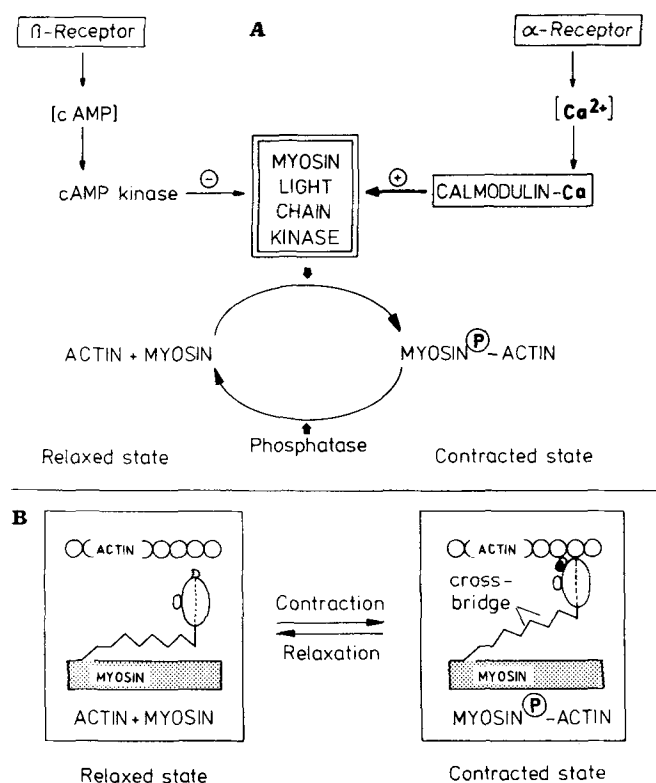 ß-Receptor
A
α-Receptor
[cAMP]
[Ca2+]
cAMP kinase
⊖
MYOSIN
LIGHT
CHAIN
KINASE
⊕
CALMODULIN-Ca
ACTIN + MYOSIN
MYOSIN Ⓟ - ACTIN
Phosphatase
Relaxed state
Contracted state
B
ACTIN
MYOSIN
ACTIN + MYOSIN
Relaxed state
Contraction
Relaxation
ACTIN
cross-
bridge
MYOSIN
MYOSIN Ⓟ - ACTIN
Contracted state